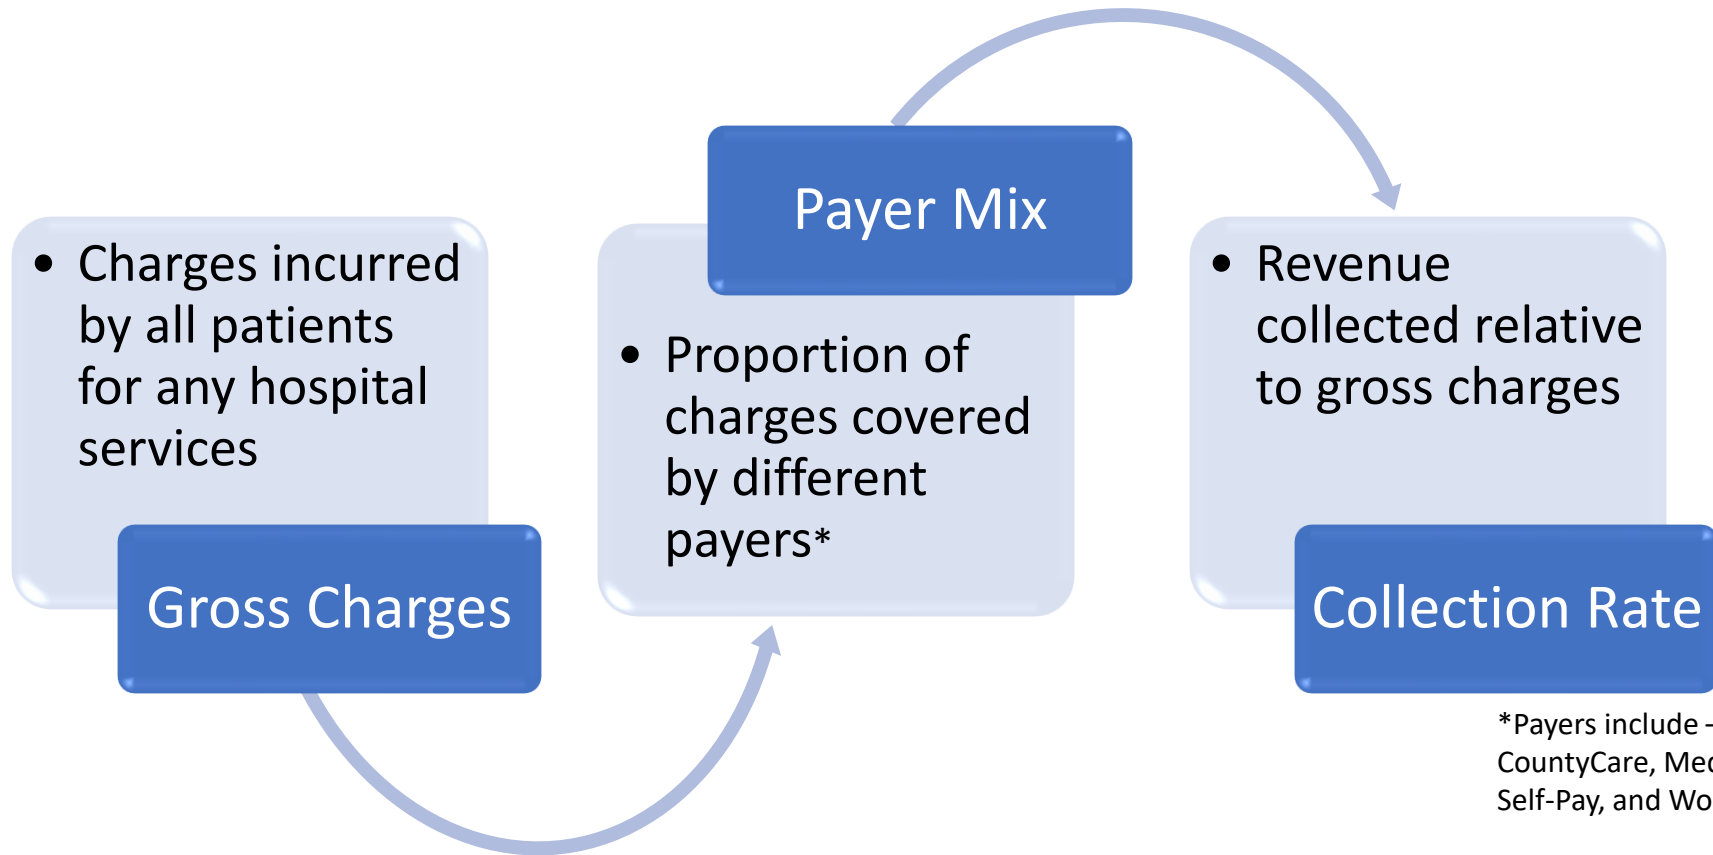 • Charges incurred
by all patients
for any hospital
services
Gross Charges
Payer Mix
• Proportion of
charges covered
by different
payers*
• Revenue
collected relative
to gross charges
Collection Rate
*Payers include –
CountyCare,
Self-Pay, and